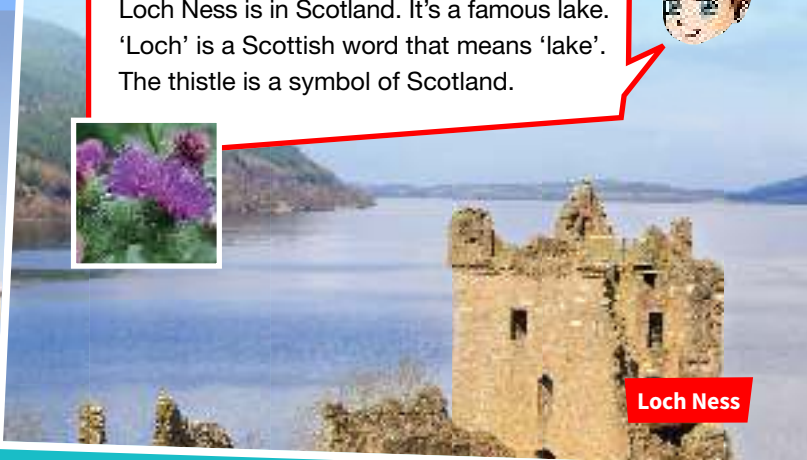 Loch Ness is in Scotland. It’s a famous lake.
‘Loch’ is a Scottish word that means ‘lake’.
The thistle is a symbol of Scotland.
Loch Ness